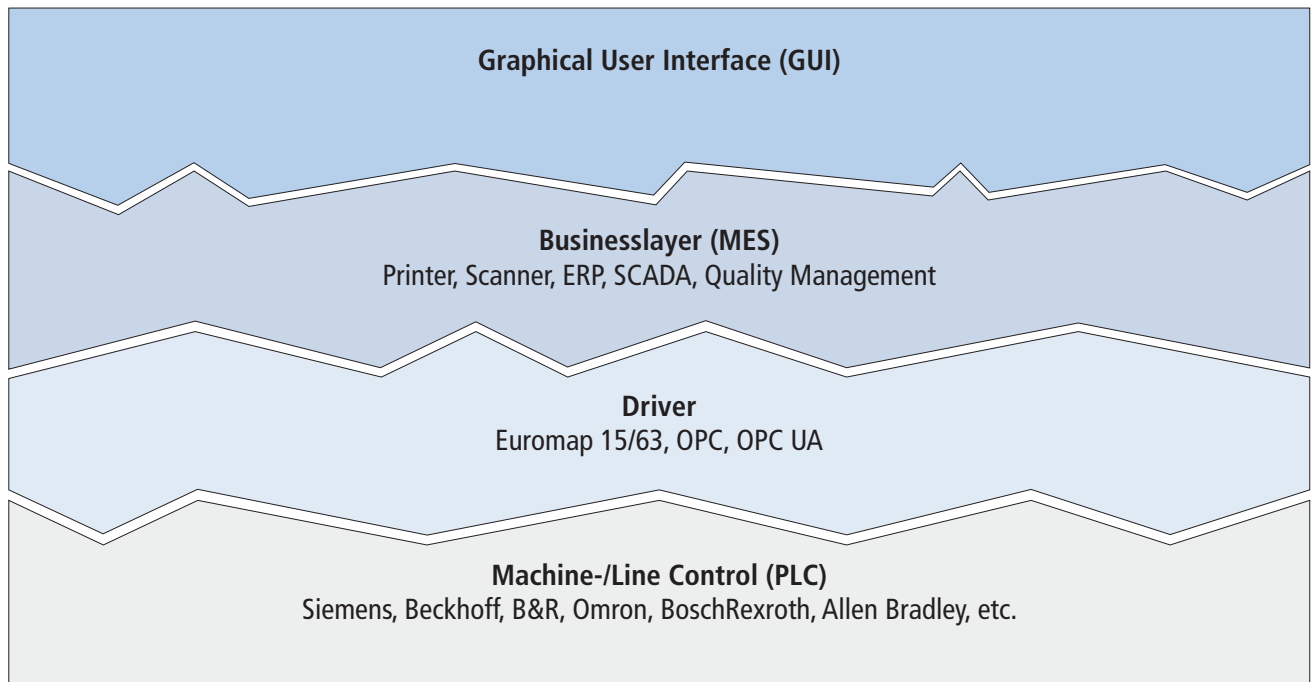 Graphical User Interface (GUI)
Businesslayer (MES)
Printer, Scanner, ERP, SCADA, Quality Management
Driver
Euromap 15/63, OPC, OPC UA
Machine-/Line Control (PLC)
Siemens, Beckhoff, B&R, Omron, BoschRexroth, Allen Bradley, etc.